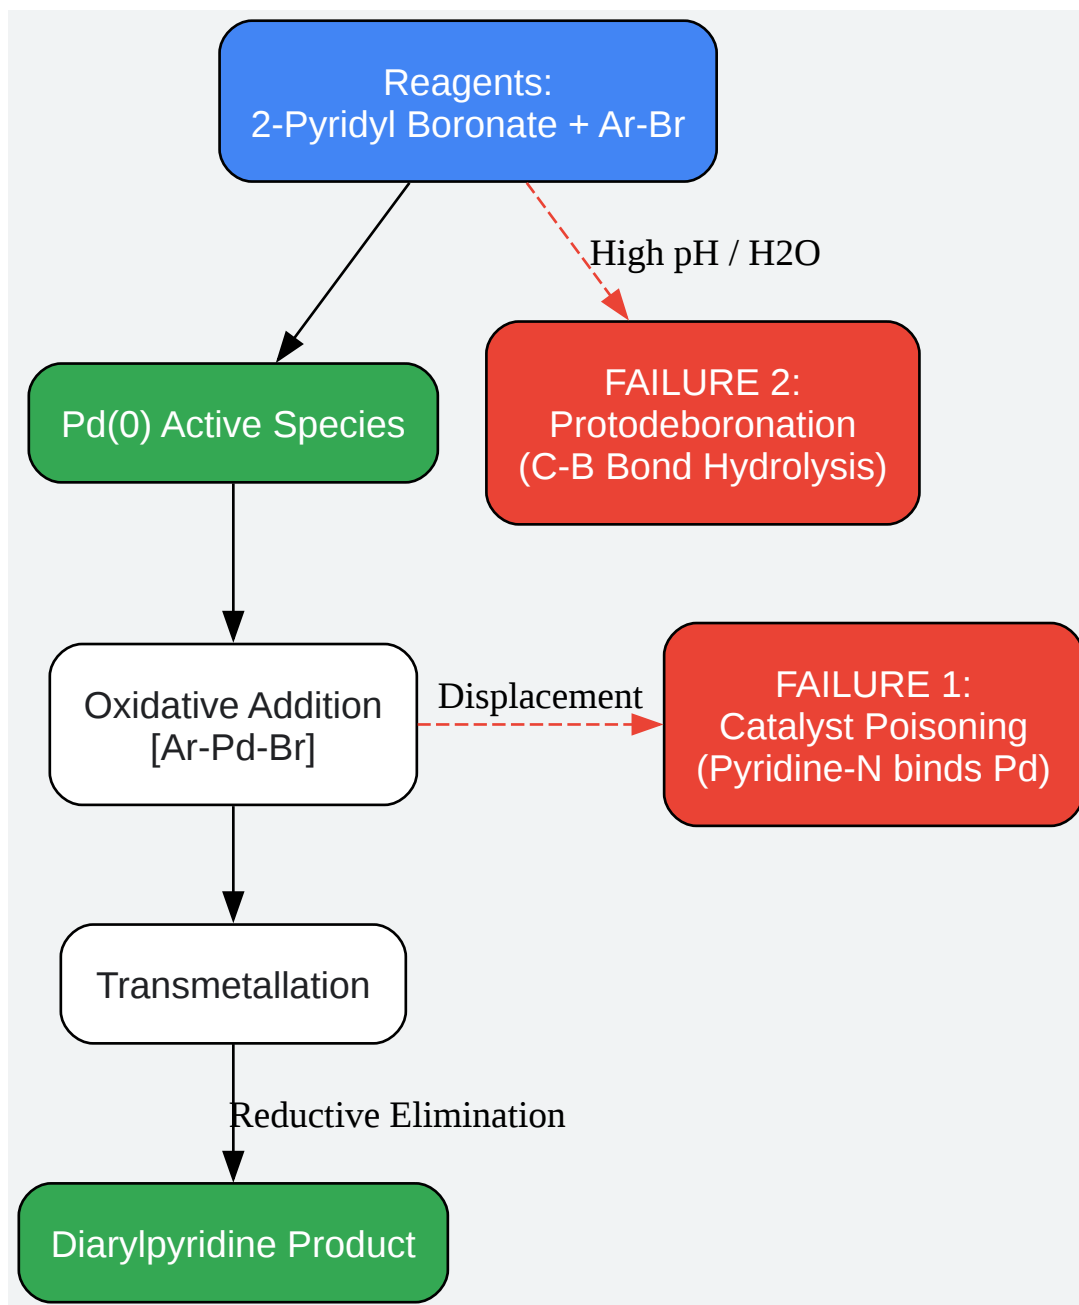 Reagents:
2-Pyridyl Boronate + Ar-Br
High pH / H2O
FAILURE 2:
Protodeboronation
(C-B Bond Hydrolysis)
Pd(0) Active Species
Oxidative Addition
[Ar-Pd-Br]
Displacement
FAILURE 1:
Catalyst Poisoning
(Pyridine-N binds Pd)
Transmetallation
Reductive Elimination
Diarylpyridine Product